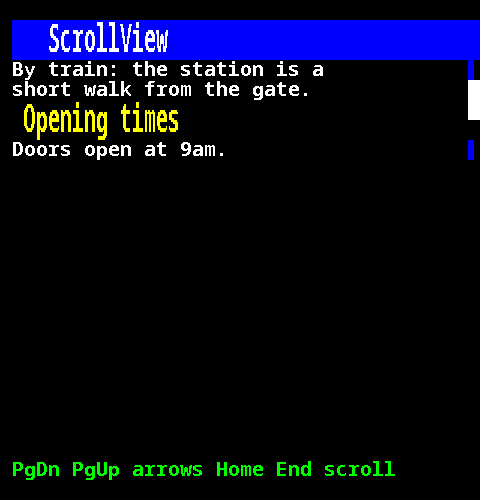 ScrollView
By train: the station is a
short walk from the gate.
Opening times
Doors open at 9am.
PgDn PgUp arrows Home End scroll